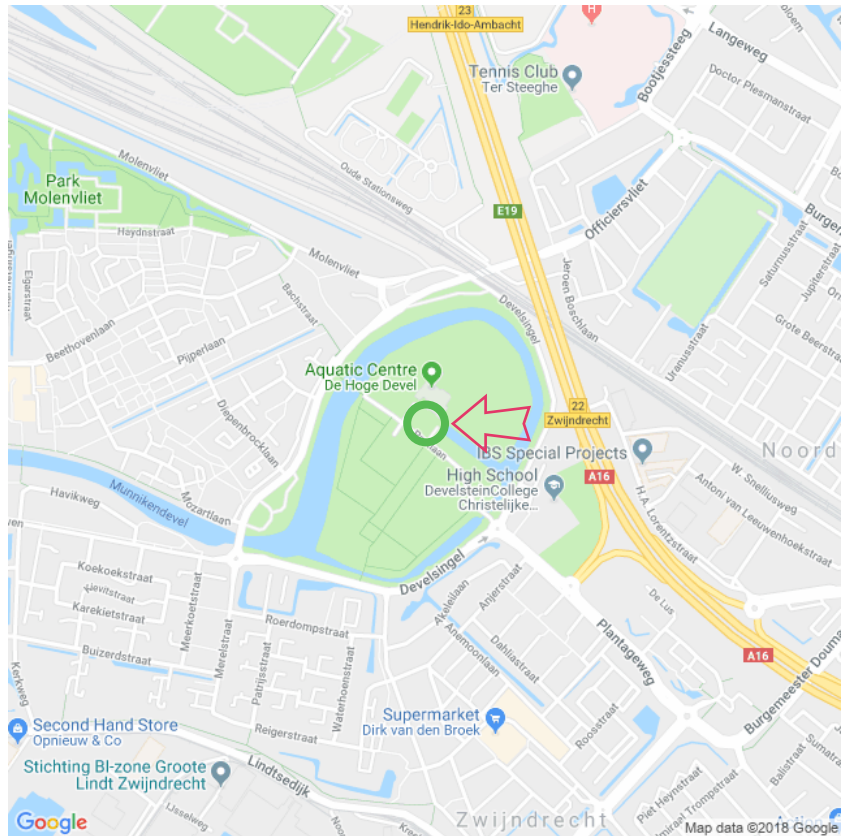 23
Hendrik-Ido-Ambacht
H
Langeweg
Tennis Club
Ter Steeghe
Bootjessteeg
Doctor Plesmanstraat
Molenvliet
Oude Stationsweg
Park
Molenvliet
E19
Officiersvliet
Haydnstraat
Molenvliet
Saturnusstraat
Jupiterstraat
Elgarstraat
Bachstraat
Develsingel
Jeroen Boschlaan
Beethovenlaan
Pijperlaan
Uranusstraat
Grote Beerstraat
Aquatic Centre
De Hoge Devel
22
Zwijndrecht
Diepenbrocklaan
IBS Special Projects
Noord
High School
DevelsteinCollege
Christelijke...
A16
W. Snelliusweg
Havikweg
Munnikendevel
Mozartlaan
H.A. Lorentzstraat
Antoni van Leeuwenhoekstraat
Koekoekstraat
Kievitstraat
Karekietstraat
Develsingel
Akeleilaan
Anjerstraat
De Lus
Meerkoetstraat
Roerdompstraat
Anemoonlaan
Plantageweg
Buizerdstraat
Merelstraat
Patrijsstraat
Waterhoenstraat
Dahliastraat
A16
Kerkweg
Burgemeester Douma
Second Hand Store
Opnieuw & Co
Supermarket
Dirk van den Broek
Reigerstraat
Roosstraat
Stichting BI-zone Groote
Lindt Zwijndrecht
Lindtsedijk
Balistraat
Piet Heynstraat
IJsselweg
Zwijndrecht
Google
Map data ©2018 Google